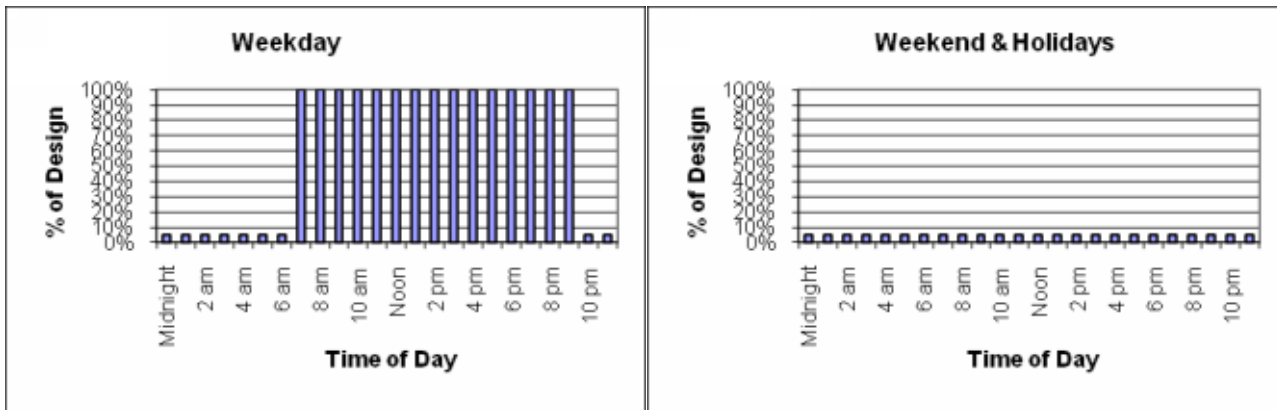 Weekday
% of Design
100%
90%
80%
70%
60%
50%
40%
30%
20%
10%
0%
Midnight
2 am
4 am
6 am
8 am
10 am
Noon
2 pm
4 pm
6 pm
8 pm
10 pm
Time of Day
Weekend & Holidays
% of Design
100%
90%
80%
70%
60%
50%
40%
30%
20%
10%
0%
Midnight
2 am
4 am
6 am
8 am
10 am
Noon
2 pm
4 pm
6 pm
8 pm
10 pm
Time of Day